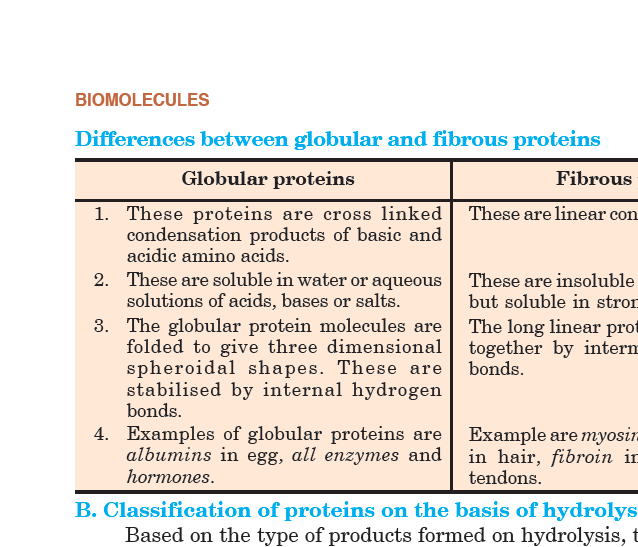 BIOMOLECULES
Differences between globular and fibrous proteins
Globular proteins
Fibrous
1. These proteins are cross linked
condensation products of basic and
acidic amino acids.
These are linear con
2. These are soluble in water or aqueous
solutions of acids, bases or salts.
These are insoluble
but soluble in stron
3. The globular protein molecules are
folded to give three dimensional
spheroidal shapes. These are
stabilised by internal hydrogen
bonds.
The long linear prot
together by interm
bonds.
4. Examples of globular proteins are
albumins in egg, all enzymes and
hormones.
Example are myosin
in hair, fibroin in
tendons.
B. Classification of proteins on the basis of hydrolys
Based on the type of products formed on hydrolysis, t